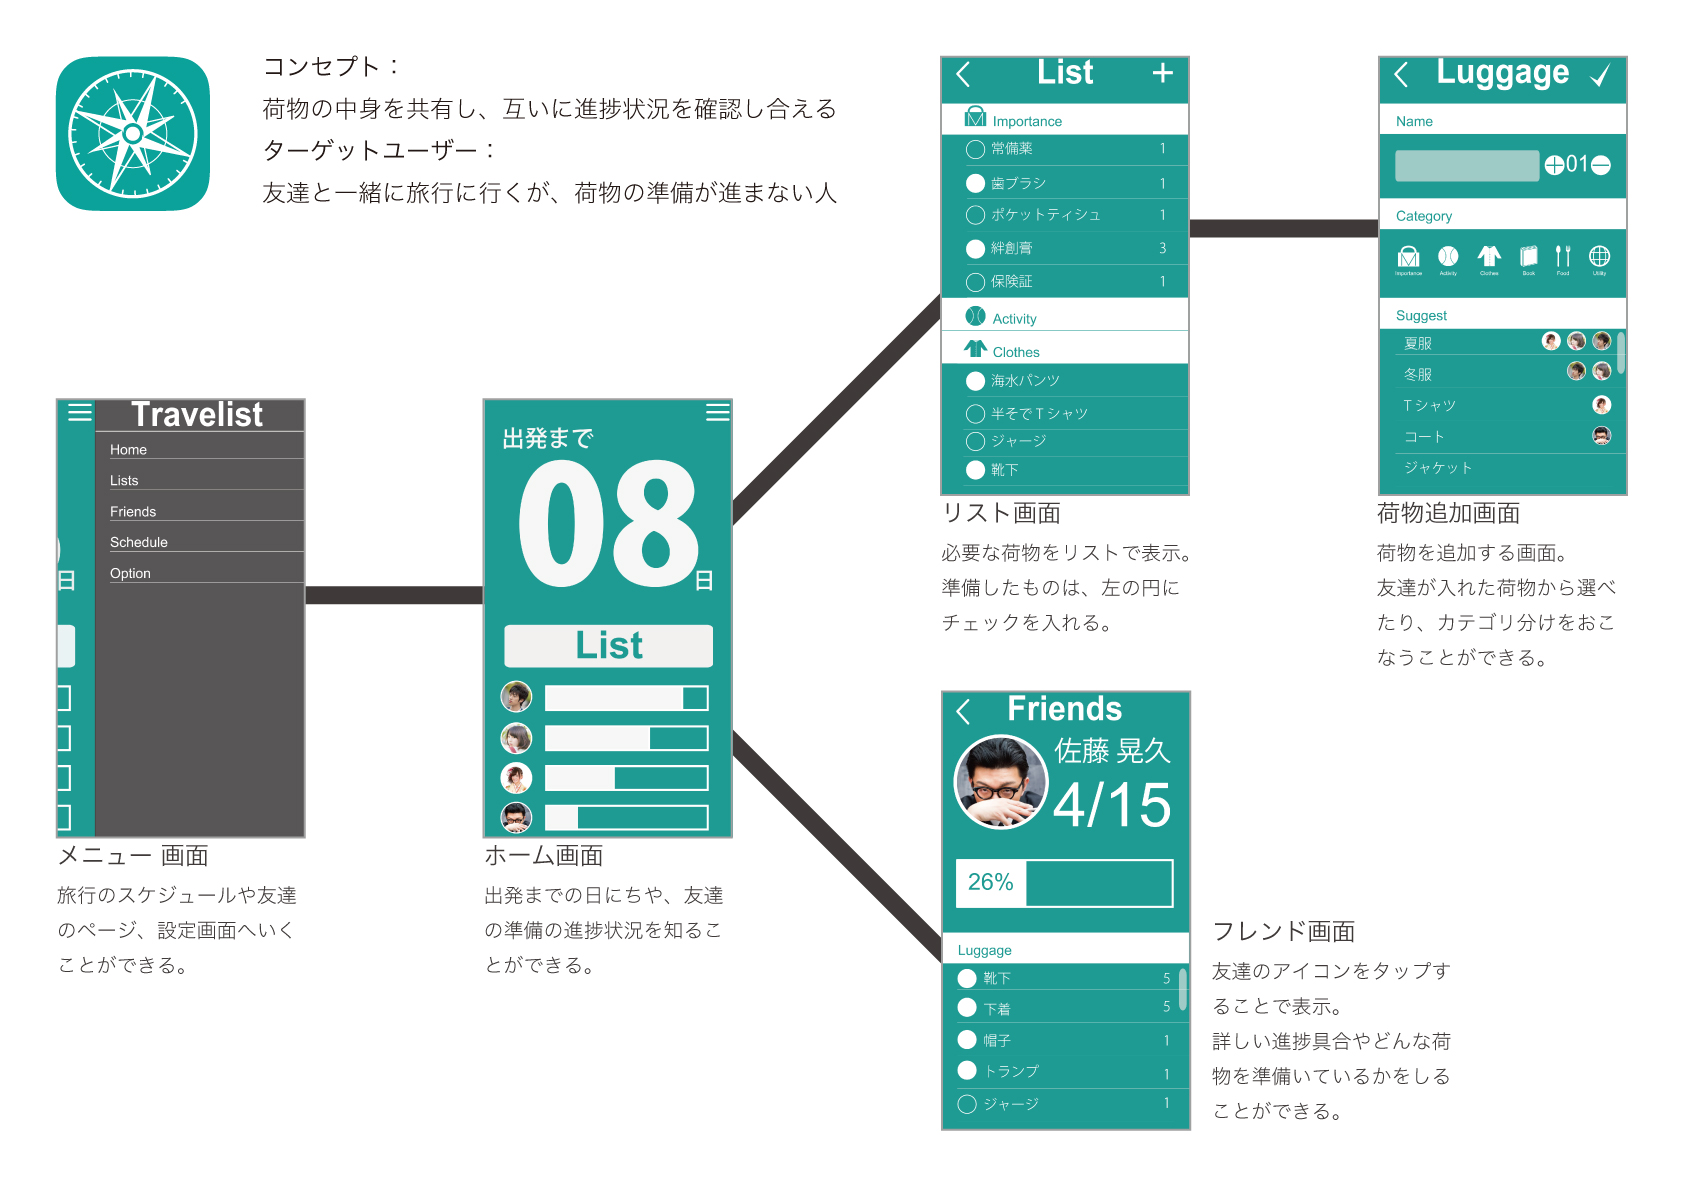 コンセプト：
荷物の中身を共有し、互いに進捗状況を確認し合える
ターゲットユーザー：
友達と一緒に旅行に行くが、荷物の準備が進まない人
Travelist
Home
Lists
Friends
Schedule
Option
日
メニュー 画面
旅行のスケジュールや友達
のページ、設定画面へいく
ことができる。
出発まで
08日
List
ホーム画面
出発までの日にちや、友達
の準備の進捗状況を知るこ
とができる。
List
Importance
常備薬 1
歯ブラシ 1
ポケットティシュ 1
絆創膏 3
保険証 1
Activity
Clothes
海水パンツ
半そでTシャツ
ジャージ
靴下
リスト画面
必要な荷物をリストで表示。
準備したものは、左の円に
チェックを入れる。
Luggage
Name
01
Category
Importance Activity Clothes Book Food Utility
Suggest
夏服
冬服
Tシャツ
コート
ジャケット
荷物追加画面
荷物を追加する画面。
友達が入れた荷物から選べ
たり、カテゴリ分けをおこ
なうことができる。
Friends
佐藤 晃久
4/15
26%
Luggage
靴下 5
下着 5
帽子 1
トランプ 1
ジャージ 1
フレンド画面
友達のアイコンをタップす
ることで表示。
詳しい進捗具合やどんな荷
物を準備いているかをしる
ことができる。